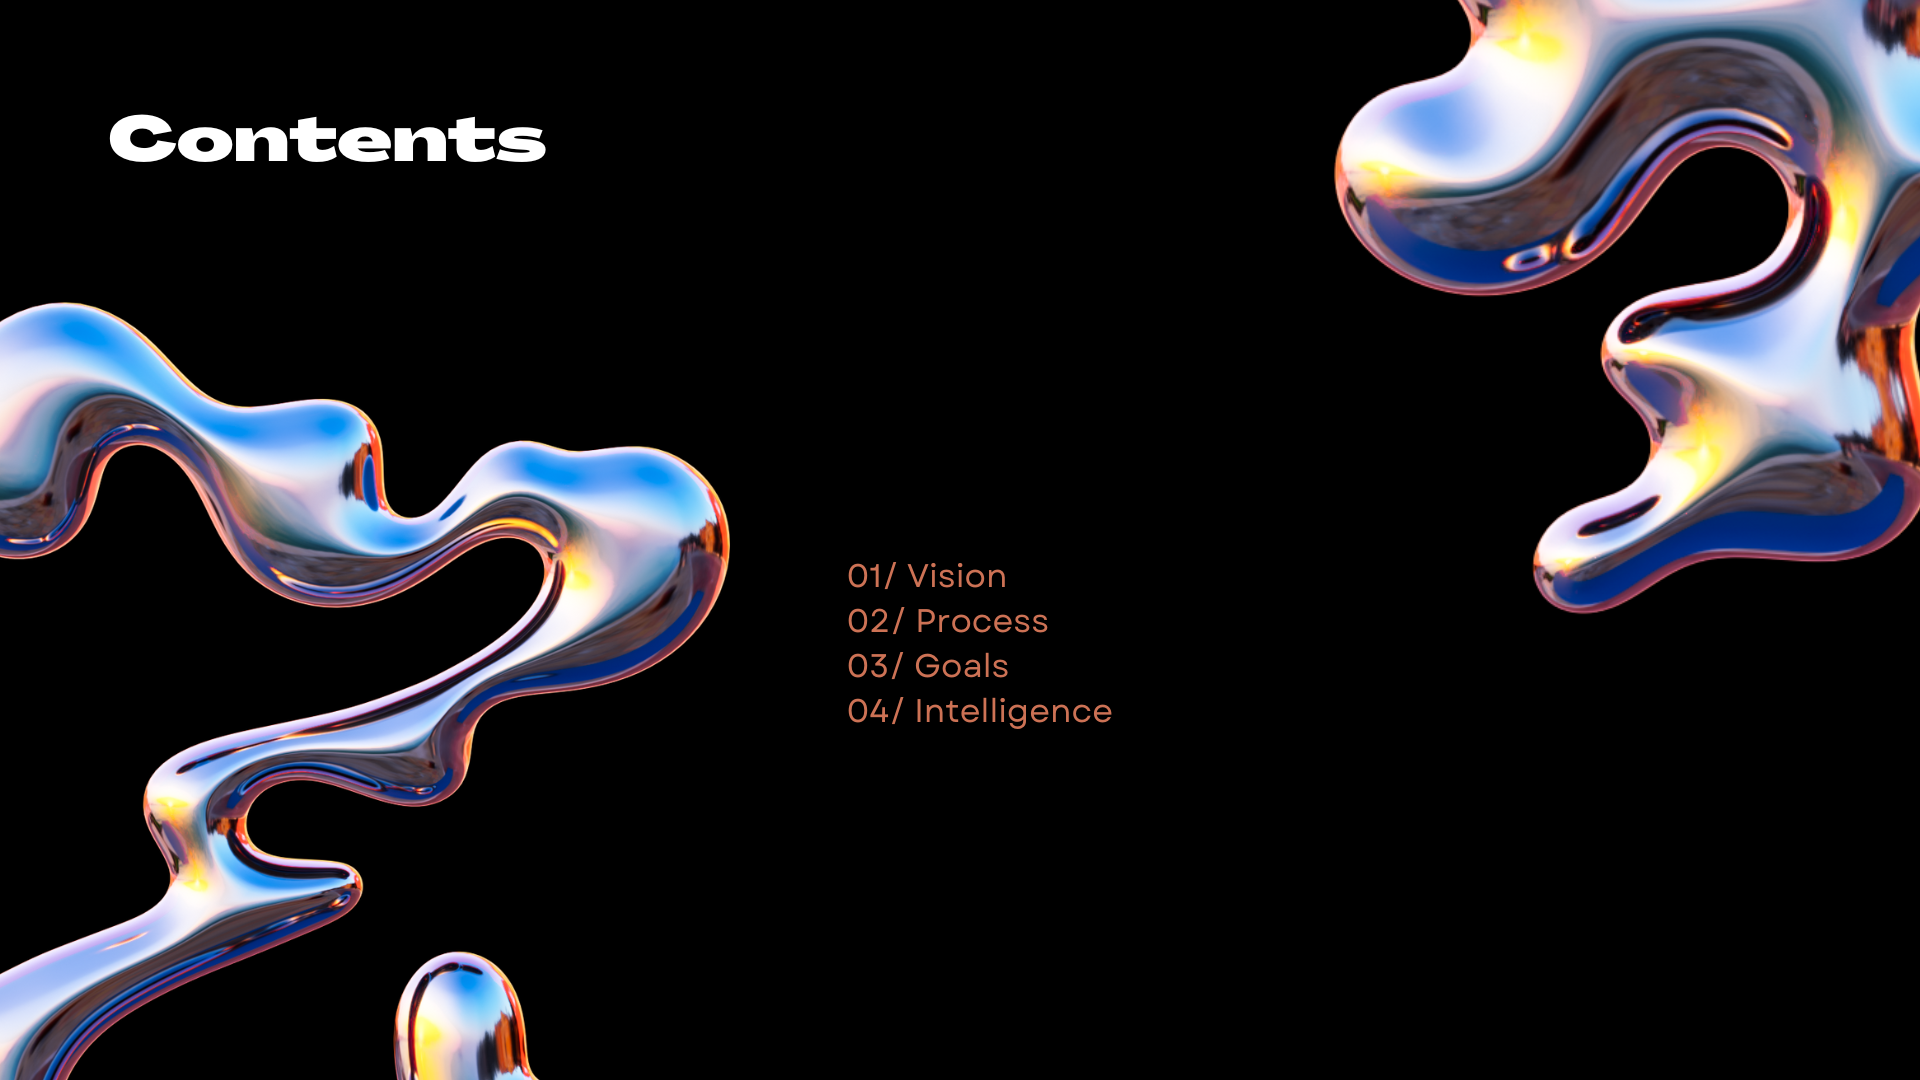 Contents
01/ Vision
02/ Process
03/ Goals
04/ Intelligence